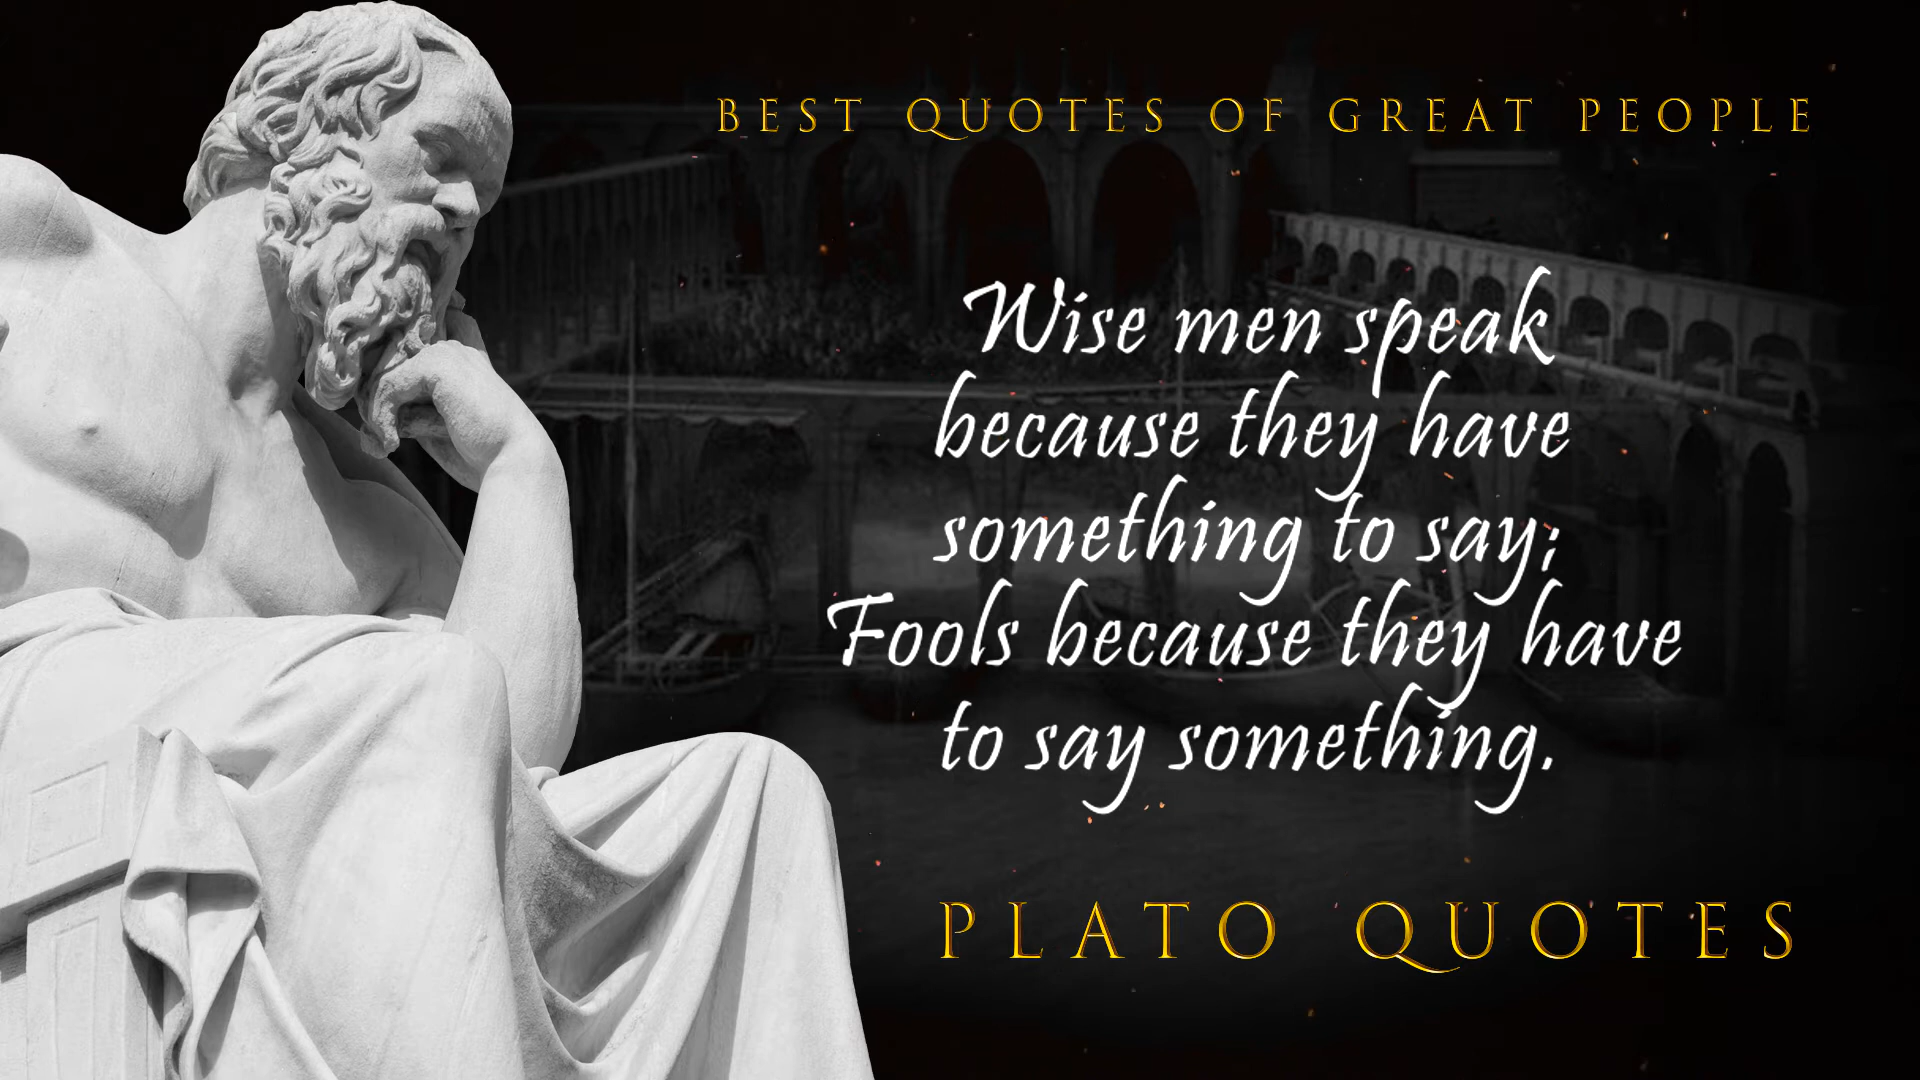 BEST QUOTES OF GREAT PEOPLE
Wise men speak
because they have
something to say;
Fools because they have
to say something.
PLATO QUOTES